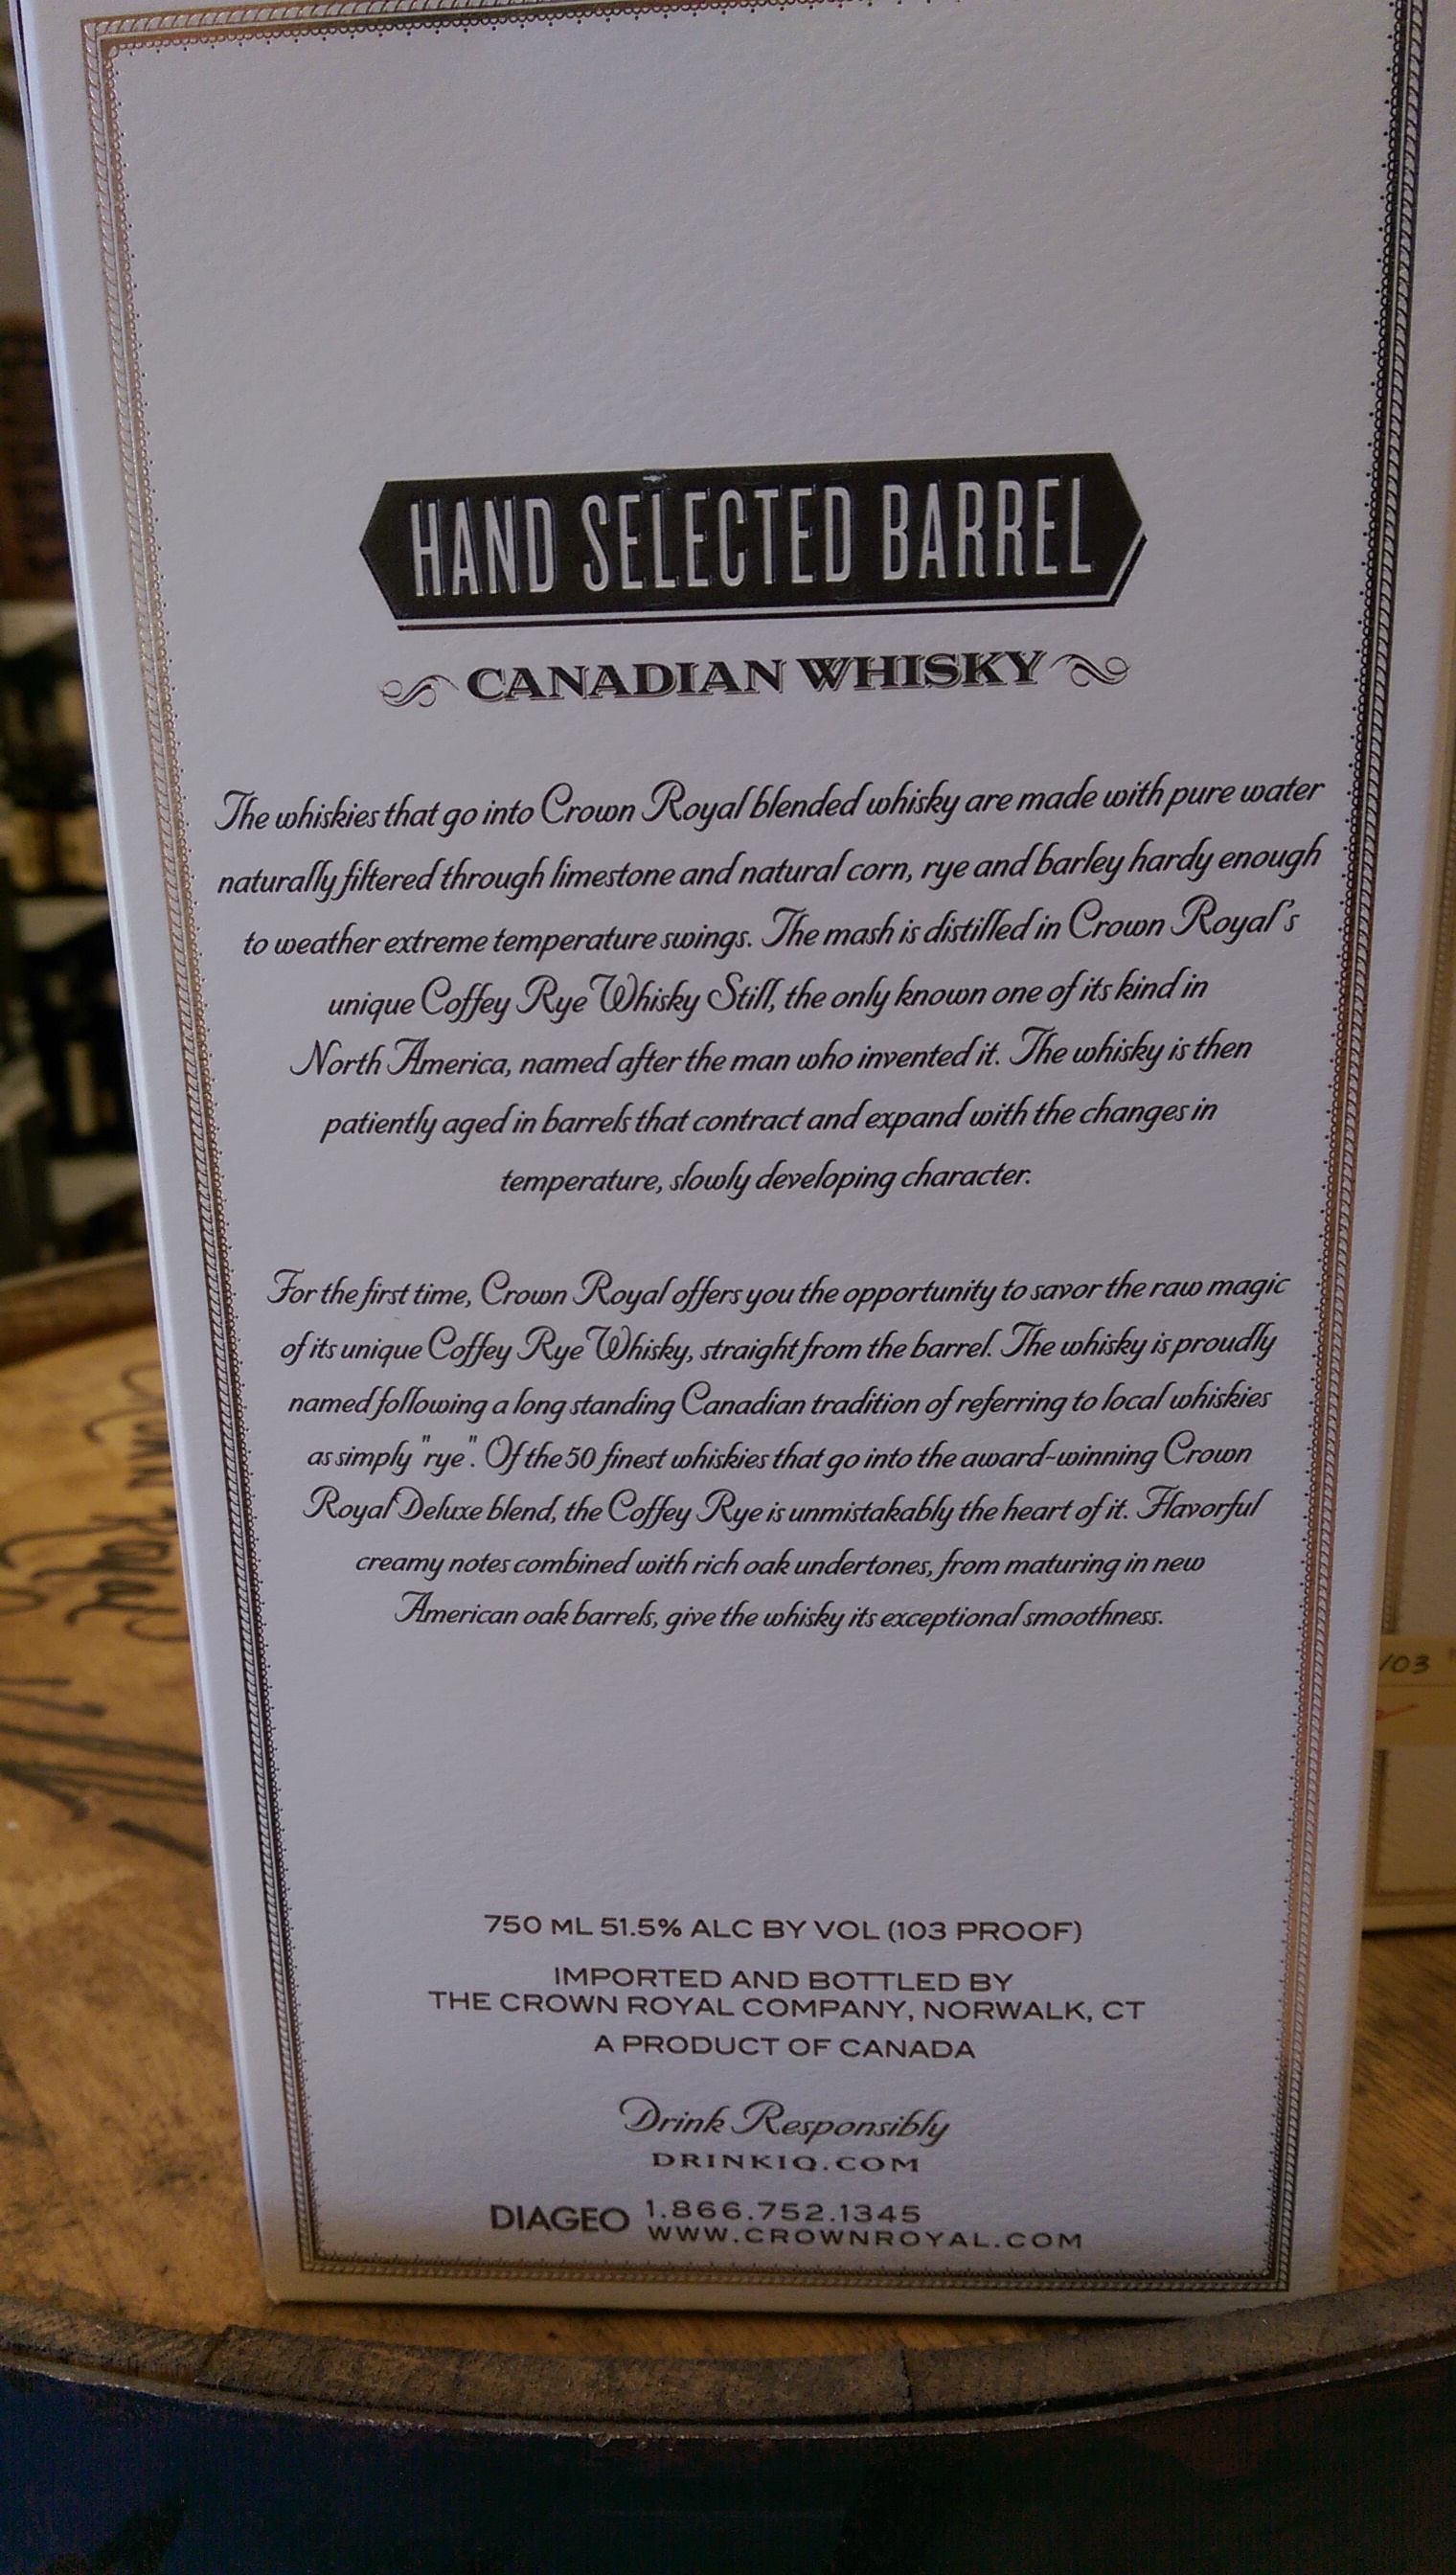 HAND SELECTED BARREL
CANADIAN WHISKY
The whiskies that go into Crown Royal blended whisky are made with pure water
naturally filtered through limestone and natural corn, rye and barley hardy enough
to weather extreme temperature swings. The mash is distilled in Crown Royal's
unique Coffey Rye Whisky Still, the only known one of its kind in
North America, named after the man who invented it. The whisky is then
patiently aged in barrels that contract and expand with the changes in
temperature, slowly developing character.
For the first time, Crown Royal offers you the opportunity to savor the raw magic
of its unique Coffey Rye Whisky, straight from the barrel. The whisky is proudly
named following a long standing Canadian tradition of referring to local whiskies
as simply "rye". Of the 50 finest whiskies that go into the award-winning Crown
Royal Deluxe blend, the Coffey Rye is unmistakably the heart of it. Flavorful
creamy notes combined with rich oak undertones, from maturing in new
American oak barrels, give the whisky its exceptional smoothness.
750 ML 51.5% ALC BY VOL (103 PROOF)
IMPORTED AND BOTTLED BY
THE CROWN ROYAL COMPANY, NORWALK, CT
A PRODUCT OF CANADA
Drink Responsibly
DRINKIQ.COM
DIAGEO 1.866.752.1345
WWW.CROWNROYAL.COM
103